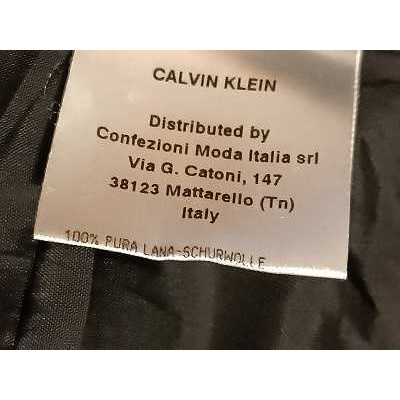 CALVIN KLEIN
Distributed by
Confezioni Moda Italia srl
Via G. Catoni, 147
38123 Mattarello (Tn)
Italy
100% PURA LANA-SCHURWOLLE